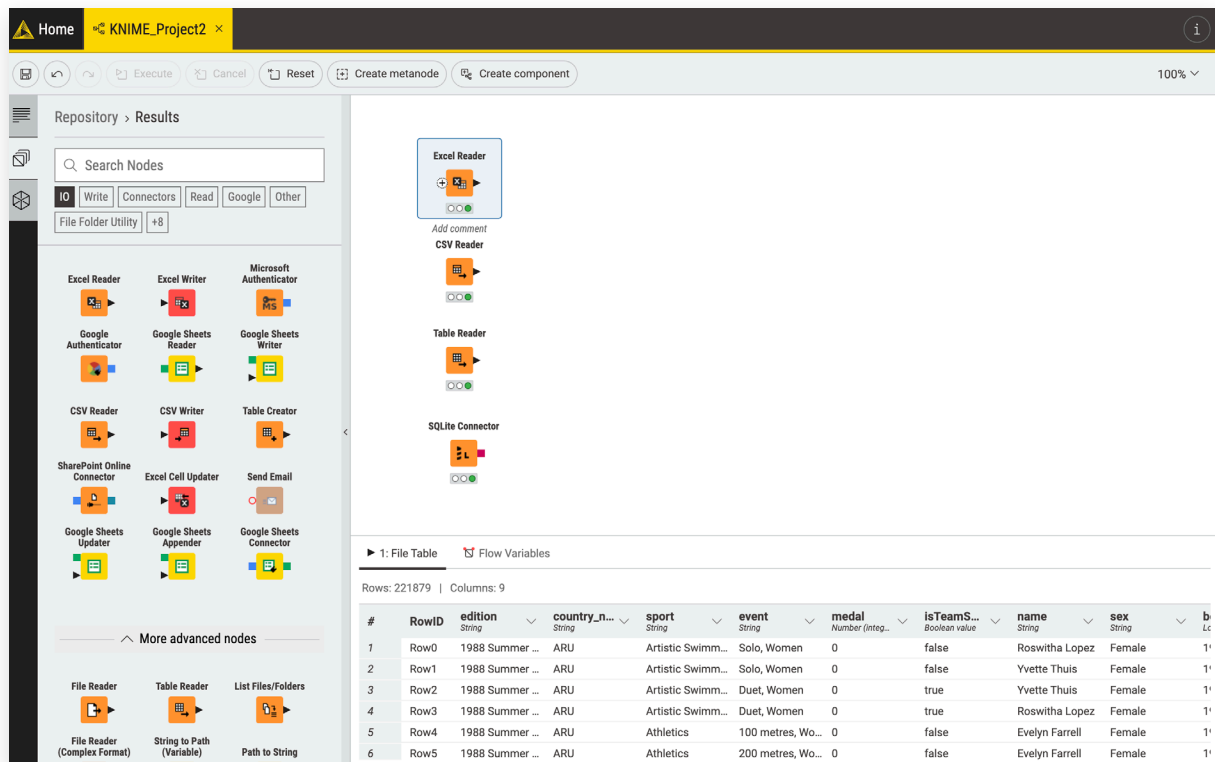 Home
KNIME_Project2 ×
i
Execute
Cancel
Reset
Create metanode
Create component
100%
Repository › Results
Search Nodes
IO Write Connectors Read Google Other
File Folder Utility +8
Excel Reader
Excel Writer
Microsoft
Authenticator
MS
Google
Authenticator
Google Sheets
Reader
Google Sheets
Writer
CSV Reader
CSV Writer
Table Creator
SharePoint Online
Connector
Excel Cell Updater
Send Email
Google Sheets
Updater
Google Sheets
Appender
Google Sheets
Connector
More advanced nodes
File Reader
Table Reader
List Files/Folders
File Reader
(Complex Format)
String to Path
(Variable)
Path to String
Excel Reader
Add comment
CSV Reader
Table Reader
SQLite Connector
1: File Table
Flow Variables
Rows: 221879 | Columns: 9
# RowID edition country_n... sport event medal isTeamS... name sex
String String String String Number (integ... Boolean value String String
1 Row0 1988 Summer ... ARU Artistic Swimm... Solo, Women 0 false Roswitha Lopez Female
2 Row1 1988 Summer ... ARU Artistic Swimm... Solo, Women 0 false Yvette Thuis Female
3 Row2 1988 Summer ... ARU Artistic Swimm... Duet, Women 0 true Yvette Thuis Female
4 Row3 1988 Summer ... ARU Artistic Swimm... Duet, Women 0 true Roswitha Lopez Female
5 Row4 1988 Summer ... ARU Athletics 100 metres, Wo... 0 false Evelyn Farrell Female
6 Row5 1988 Summer ... ARU Athletics 200 metres, Wo... 0 false Evelyn Farrell Female